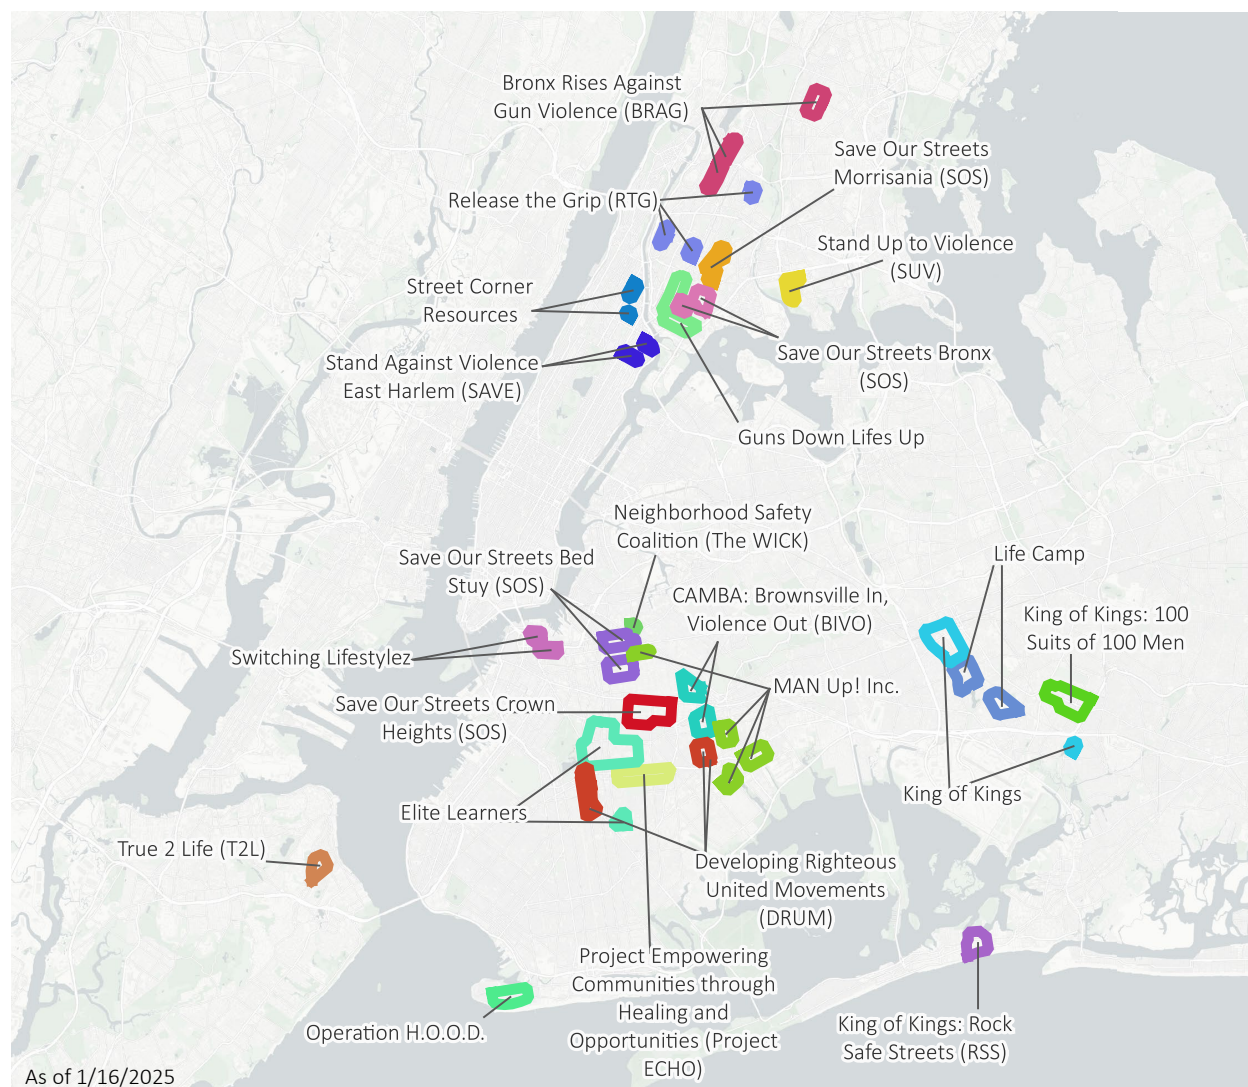 Bronx Rises Against
Gun Violence (BRAG)
Save Our Streets
Morrisania (SOS)
Release the Grip (RTG)
Stand Up to Violence
(SUV)
Street Corner
Resources
Stand Against Violence
East Harlem (SAVE)
Save Our Streets Bronx
(SOS)
Guns Down Lifes Up
Neighborhood Safety
Coalition (The WICK)
Save Our Streets Bed
Stuy (SOS)
Life Camp
CAMBA: Brownsville In,
Violence Out (BIVO)
King of Kings: 100
Suits of 100 Men
Switching Lifestylez
MAN Up! Inc.
Save Our Streets Crown
Heights (SOS)
King of Kings
Elite Learners
True 2 Life (T2L)
Developing Righteous
United Movements
(DRUM)
Project Empowering
Communities through
Healing and
Opportunities (Project
ECHO)
Operation H.O.O.D.
King of Kings: Rock
Safe Streets (RSS)
As of 1/16/2025